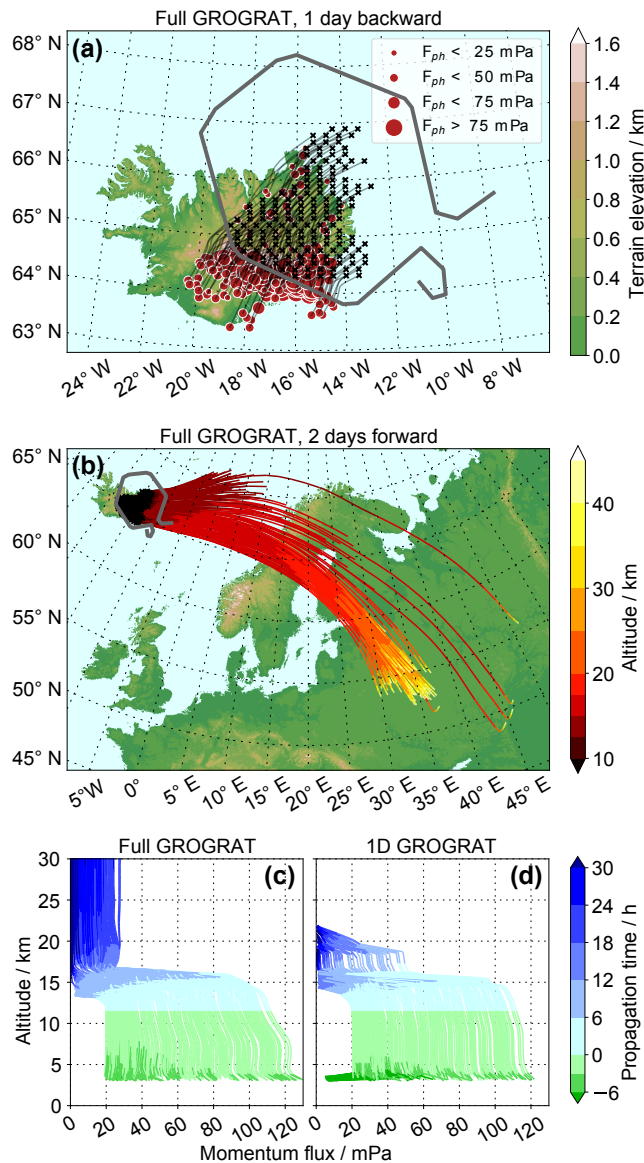 Full GROGRAT, 1 day backward
(a)
F_ph < 25 mPa
F_ph < 50 mPa
F_ph < 75 mPa
F_ph > 75 mPa
68° N
67° N
66° N
65° N
64° N
63° N
24° W
22° W
20° W
18° W
16° W
14° W
12° W
10° W
8° W
1.6
1.4
1.2
1.0
0.8
0.6
0.4
0.2
0.0
Terrain elevation / km
Full GROGRAT, 2 days forward
(b)
65° N
60° N
55° N
50° N
45° N
5°W
0°
5° E
10° E
15° E
20° E
25° E
30° E
35° E
40° E
45° E
40
30
20
10
Altitude / km
Full GROGRAT
(c)
30
25
20
15
10
5
0
Altitude / km
0 20 40 60 80 100 120
1D GROGRAT
(d)
0 20 40 60 80 100 120
Momentum flux / mPa
30
24
18
12
6
0
−6
Propagation time / h